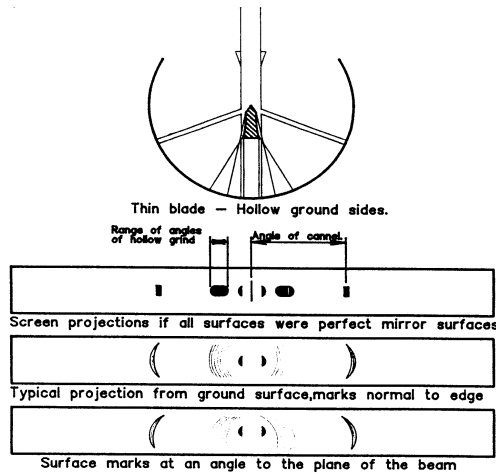 Thin blade — Hollow ground sides.
Range of angles
of hollow grind
Angle of cannel.
Screen projections if all surfaces were perfect mirror surfaces
Typical projection from ground surface,marks normal to edge
Surface marks at an angle to the plane of the beam